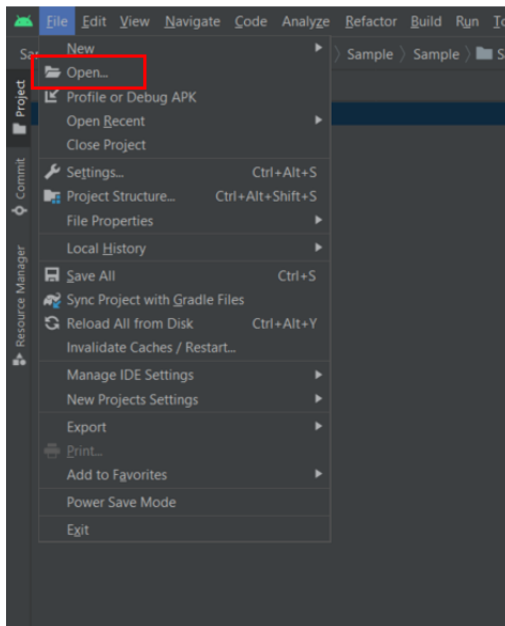 File Edit View Navigate Code Analyze Refactor Build Run
Sample Sample
New
Open...
Profile or Debug APK
Open Recent
Close Project
Settings... Ctrl+Alt+S
Project Structure... Ctrl+Alt+Shift+S
File Properties
Local History
Save All Ctrl+S
Sync Project with Gradle Files
Reload All from Disk Ctrl+Alt+Y
Invalidate Caches / Restart...
Manage IDE Settings
New Projects Settings
Export
Print...
Add to Favorites
Power Save Mode
Exit
Project
Commit
Resource Manager